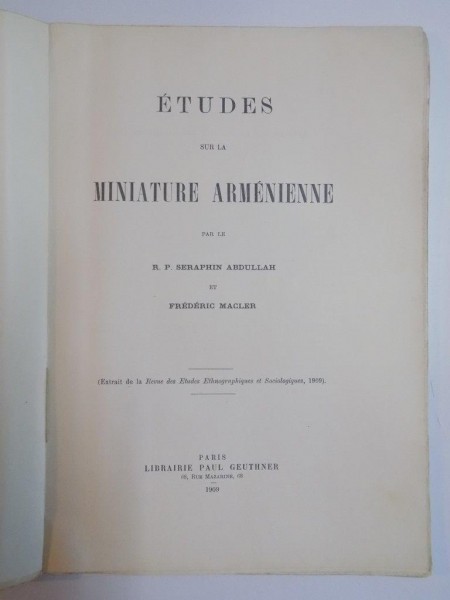 ÉTUDES
SUR LA
MINIATURE ARMÉNIENNE
PAR LE
R. P. SERAPHIN ABDULLAH
ET
FRÉDÉRIC MACLER
(Extrait de la Revue des Etudes Ethnographiques et Sociologiques, 1909).
PARIS
LIBRAIRIE PAUL GEUTHNER
68, RUE MAZARINE, 68
1909